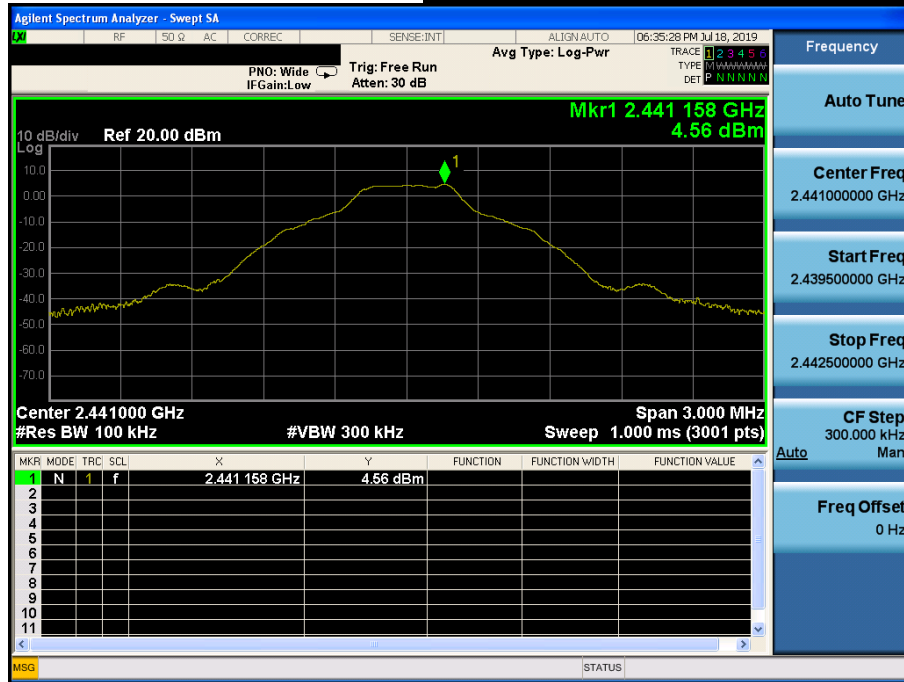 Agilent Spectrum Analyzer - Swept SA
LXI RF 50 Ω AC CORREC SENSE:INT ALIGN AUTO 06:35:28 PM Jul 18, 2019
Frequency
Avg Type: Log-Pwr
TRACE 1 2 3 4 5 6
PNO: Wide Trig: Free Run
TYPE M WWWWW
IFGain:Low Atten: 30 dB
DET P N N N N N
Auto Tune
Mkr1 2.441 158 GHz
10 dB/div Ref 20.00 dBm 4.56 dBm
Log
1
10.0
0.00
-10.0
-20.0
-30.0
-40.0
-50.0
-60.0
-70.0
Center Freq
2.441000000 GHz
Start Freq
2.439500000 GHz
Stop Freq
2.442500000 GHz
Center 2.441000 GHz Span 3.000 MHz
#Res BW 100 kHz #VBW 300 kHz Sweep 1.000 ms (3001 pts)
CF Step
300.000 kHz
Auto Man
MKR MODE TRC SCL X Y FUNCTION FUNCTION WIDTH FUNCTION VALUE
1 N 1 f 2.441 158 GHz 4.56 dBm
2
3
4
5
6
7
8
9
10
11
Freq Offset
0 Hz
MSG STATUS